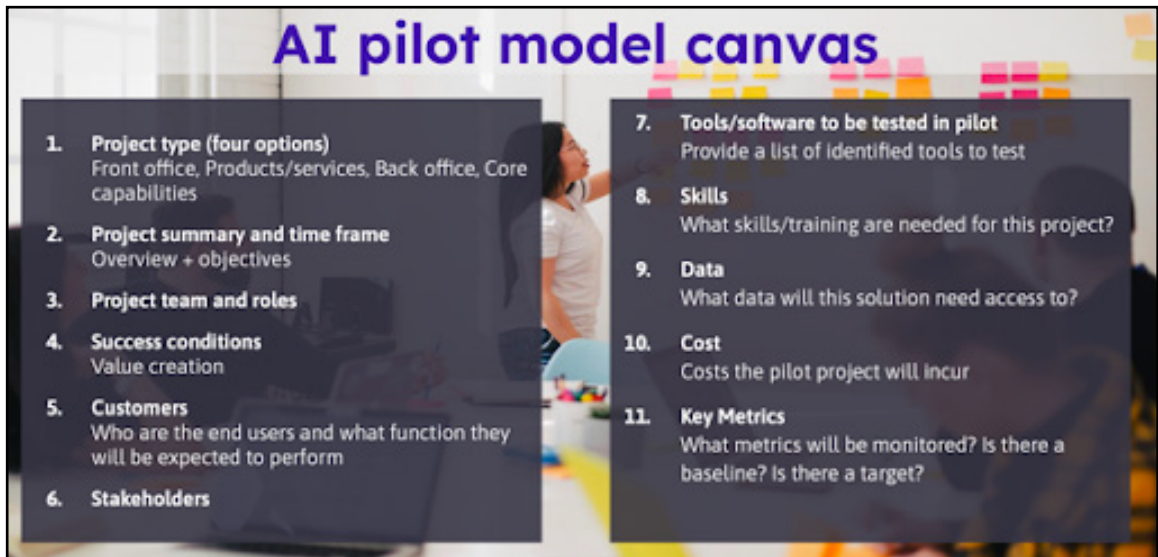 AI pilot model canvas
1. Project type (four options)
Front office, Products/services, Back office, Core
capabilities
2. Project summary and time frame
Overview + objectives
3. Project team and roles
4. Success conditions
Value creation
5. Customers
Who are the end users and what function they
will be expected to perform
6. Stakeholders
7. Tools/software to be tested in pilot
Provide a list of identified tools to test
8. Skills
What skills/training are needed for this project?
9. Data
What data will this solution need access to?
10. Cost
Costs the pilot project will incur
11. Key Metrics
What metrics will be monitored? Is there a
baseline? Is there a target?